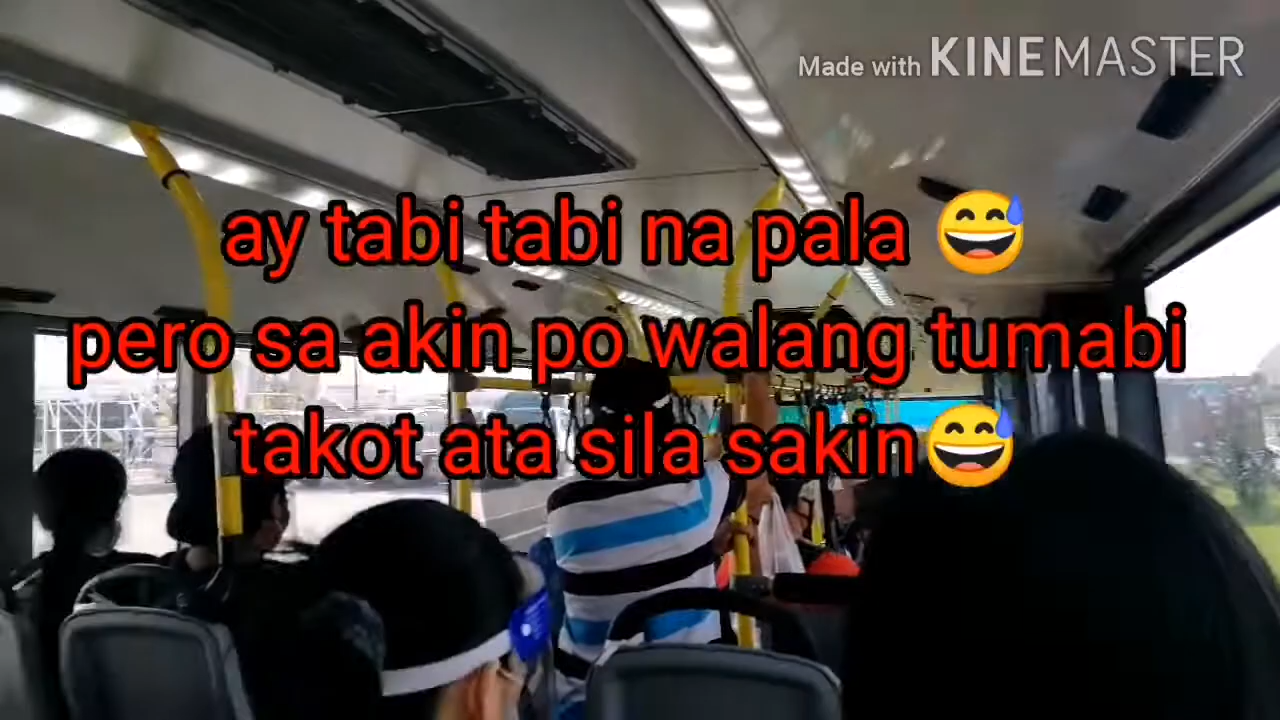 Made with KINEMASTER
ay tabi tabi na pala 😅
pero sa akin po walang tumabi
takot ata sila sakin😅